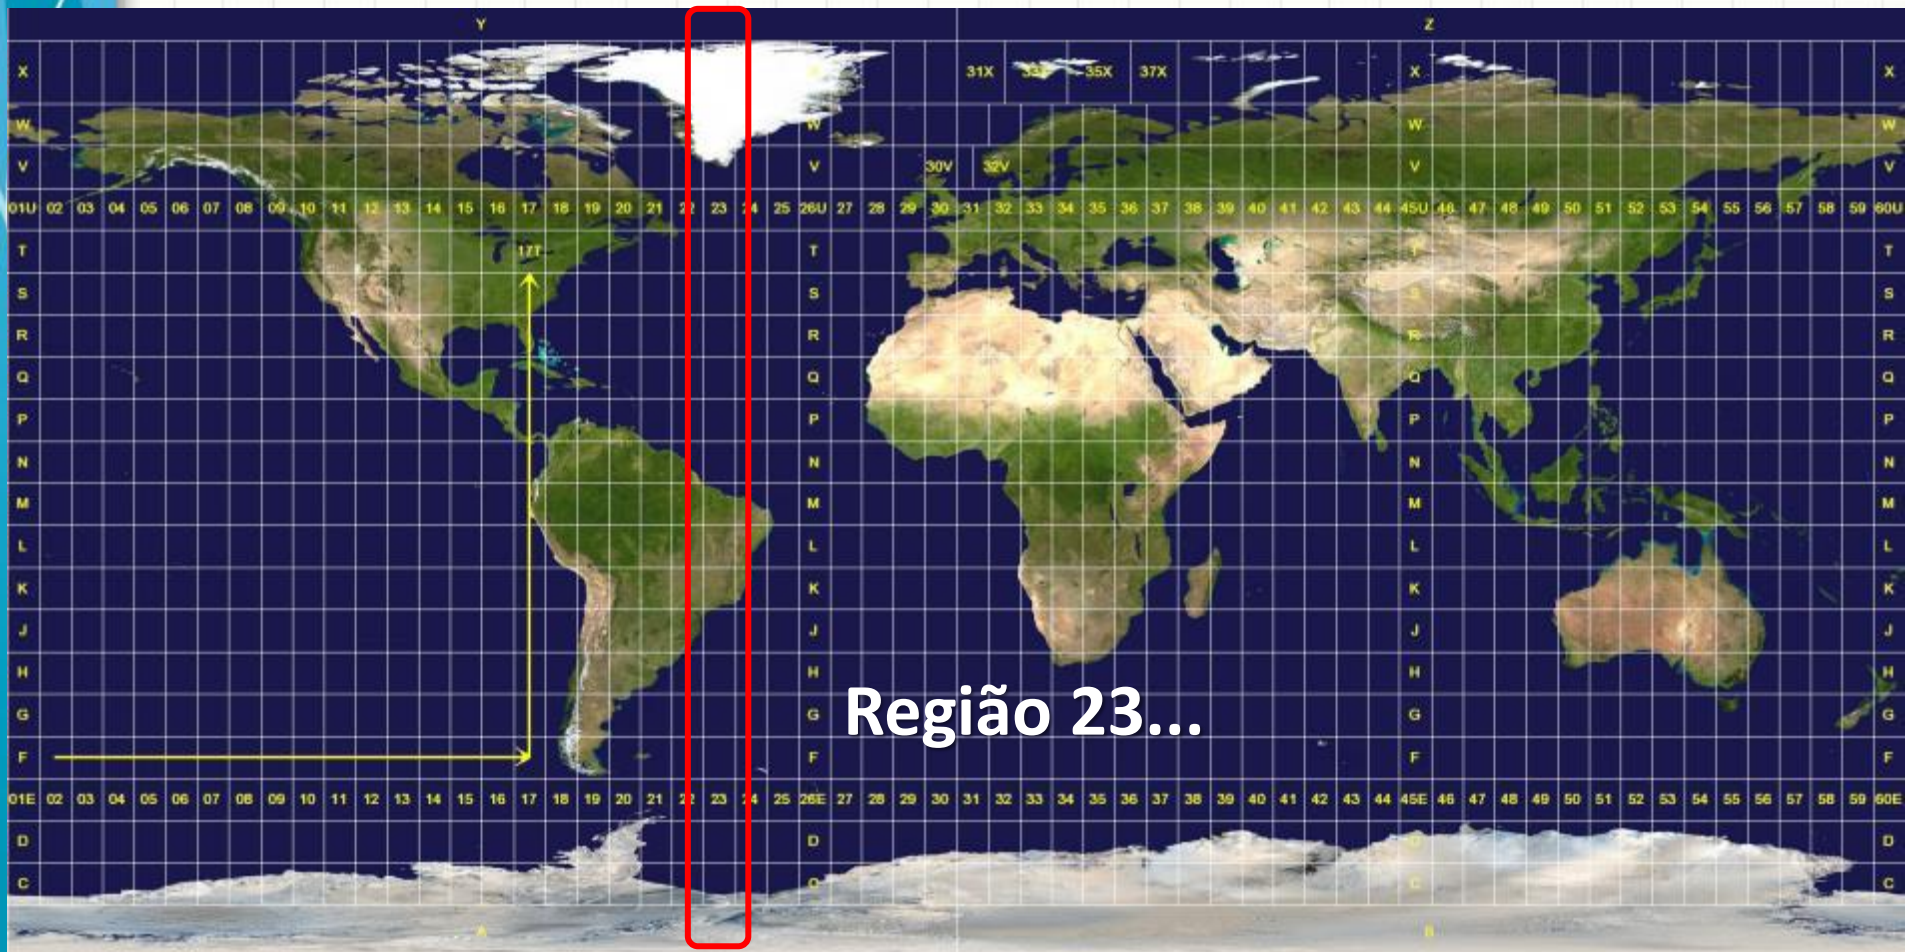 Y Z
X 31X 35X 37X X X
W W W W
V V 30V 32V V V
01U 02 03 04 05 06 07 08 09 10 11 12 13 14 15 16 17 18 19 20 21 22 23 24 25 26U 27 28 29 30 31 32 33 34 35 36 37 38 39 40 41 42 43 44 45U 46 47 48 49 50 51 52 53 54 55 56 57 58 59 60U
T 17T T T T
S S S S
R R R R
Q Q Q Q
P P P P
N N N N
M M M M
L L L L
K K K K
J J J J
H H H H
G Região 23... G G G
F F F F
01E 02 03 04 05 06 07 08 09 10 11 12 13 14 15 16 17 18 19 20 21 22 23 24 25 26E 27 28 29 30 31 32 33 34 35 36 37 38 39 40 41 42 43 44 45E 46 47 48 49 50 51 52 53 54 55 56 57 58 59 60E
D D D
C C C C
A B